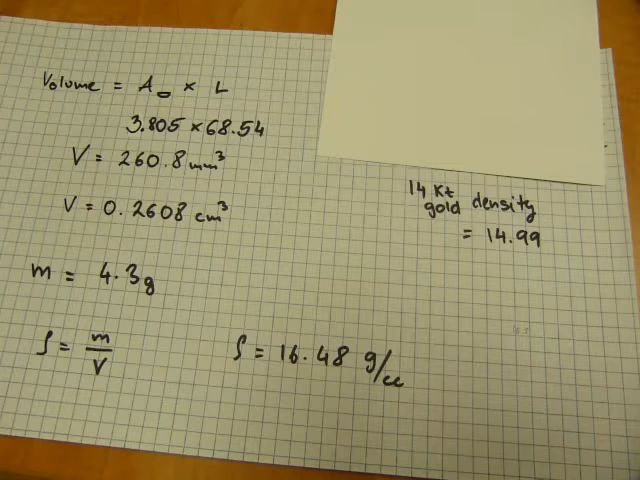 Volume = A▭ × L
3.805 × 68.54
V = 260.8 mm³
V = 0.2608 cm³
m = 4.3g
ρ = m/V
ρ = 16.48 g/cc
14 Kt
gold density
= 14.99